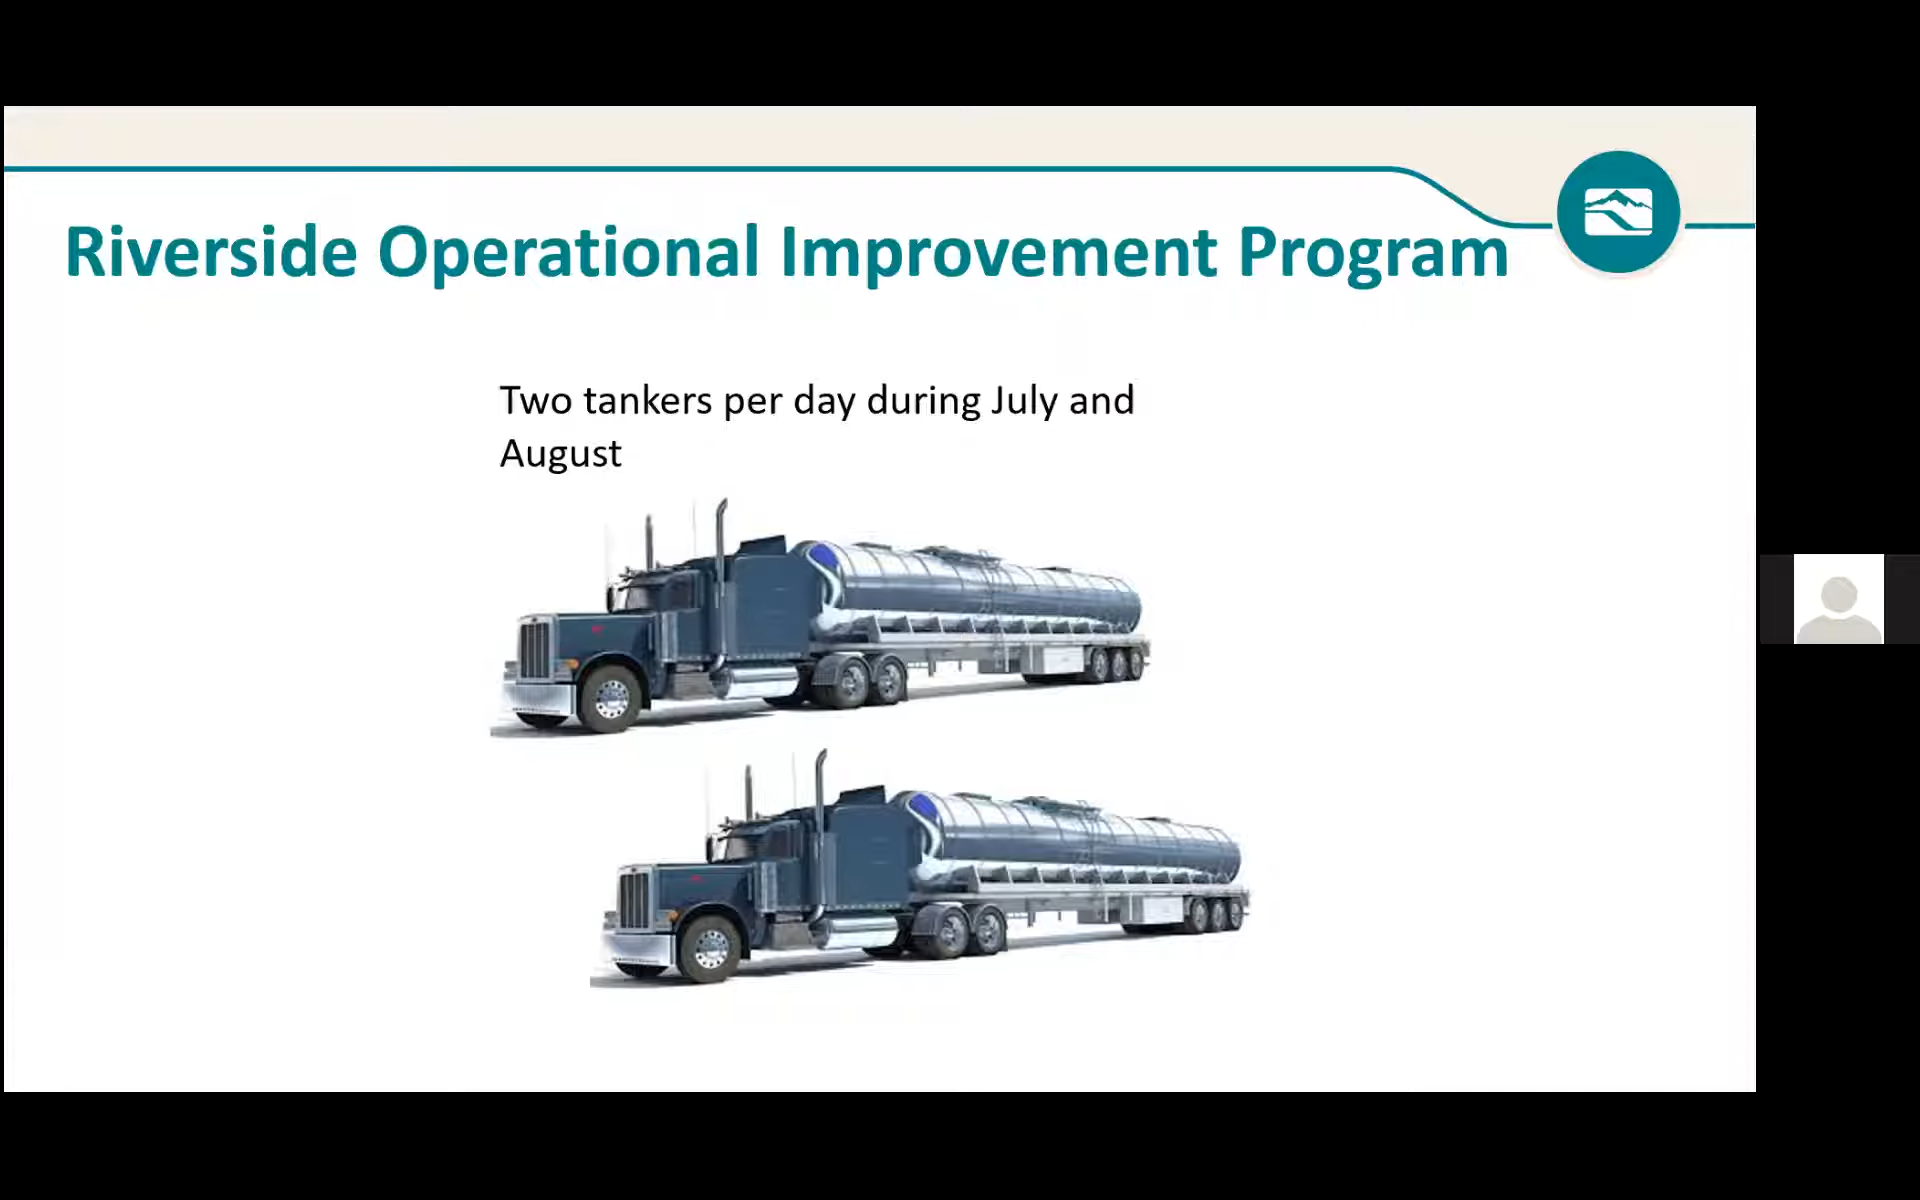 Riverside Operational Improvement Program
Two tankers per day during July and
August